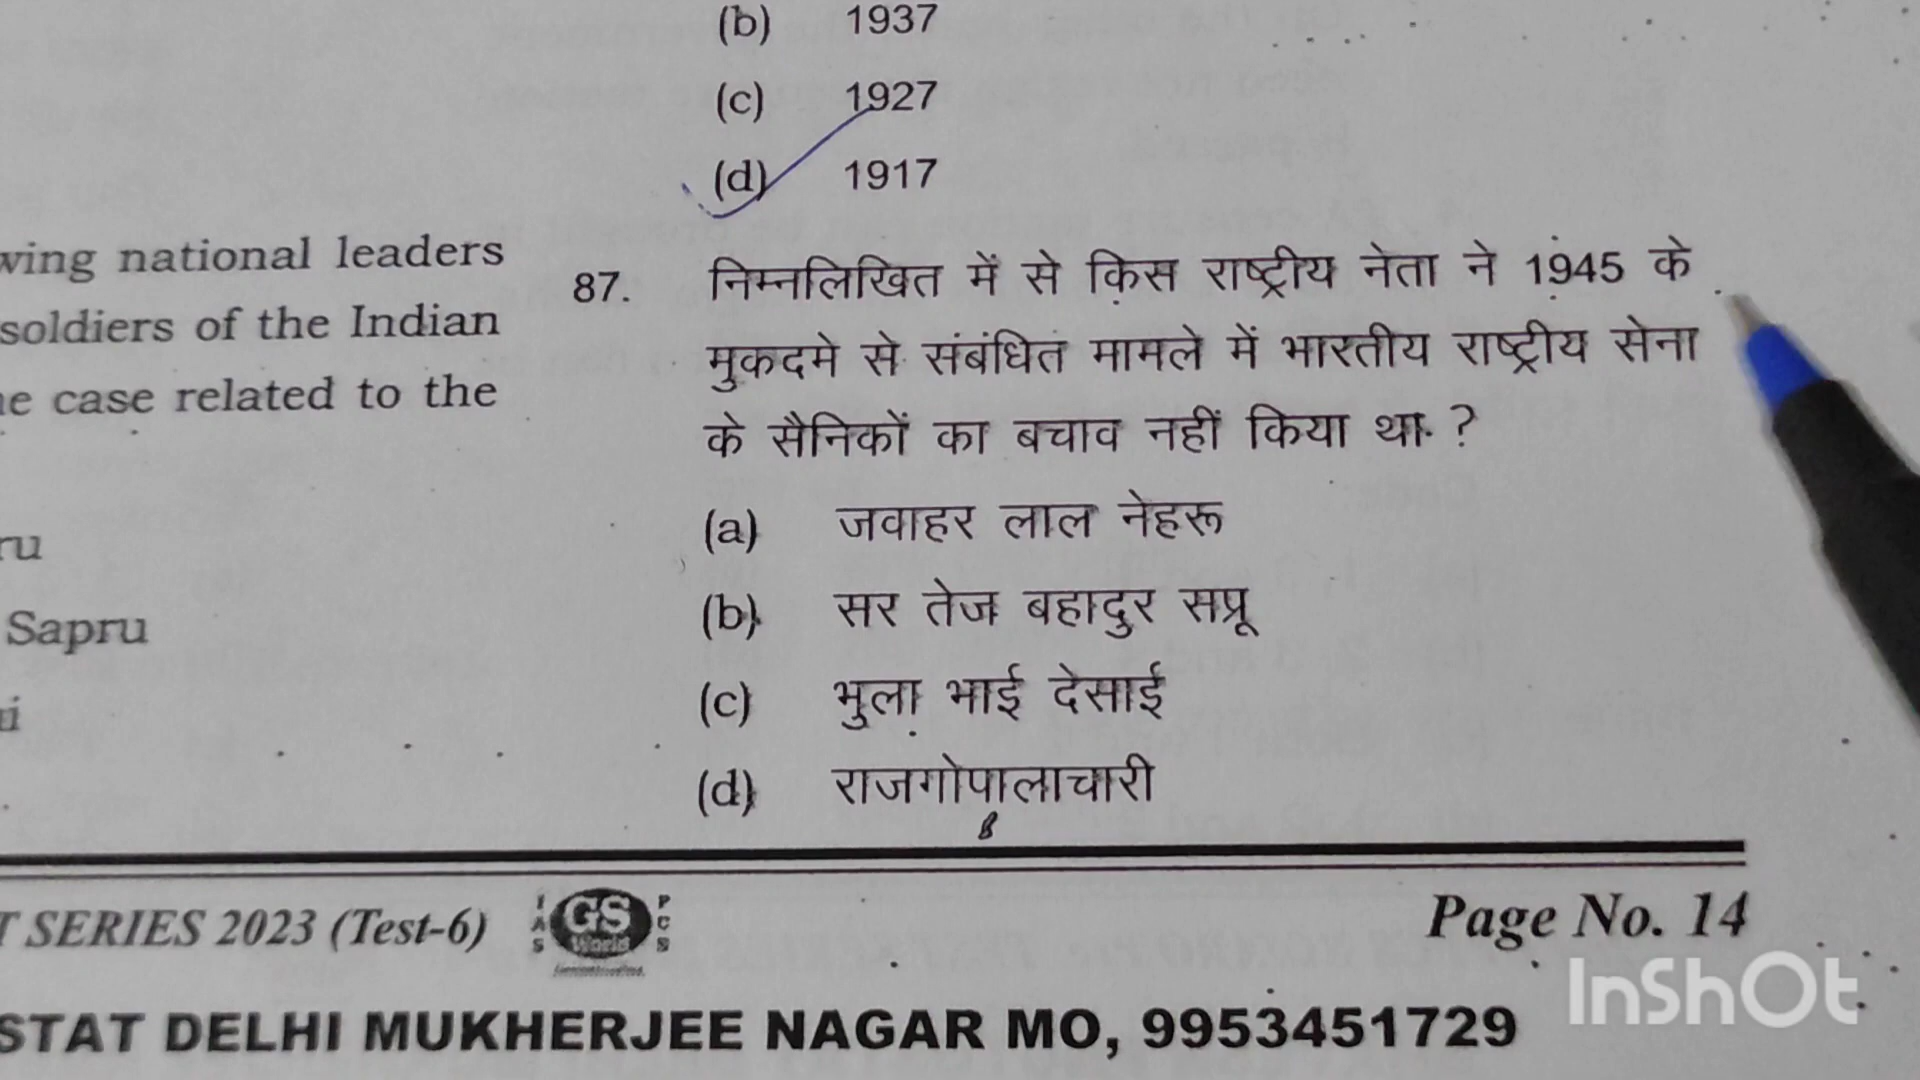 (b) 1937
(c) 1927
(d) 1917
wing national leaders
soldiers of the Indian
e case related to the
ru
Sapru
i
87. निम्नलिखित में से किस राष्ट्रीय नेता ने 1945 के
मुकदमे से संबंधित मामले में भारतीय राष्ट्रीय सेना
के सैनिकों का बचाव नहीं किया था ?
(a) जवाहर लाल नेहरू
(b) सर तेज बहादुर सप्रू
(c) भुला भाई देसाई
(d) राजगोपालाचारी
T SERIES 2023 (Test-6)
IAS GS World PCS
Page No. 14
STAT DELHI MUKHERJEE NAGAR MO, 9953451729
InShOt